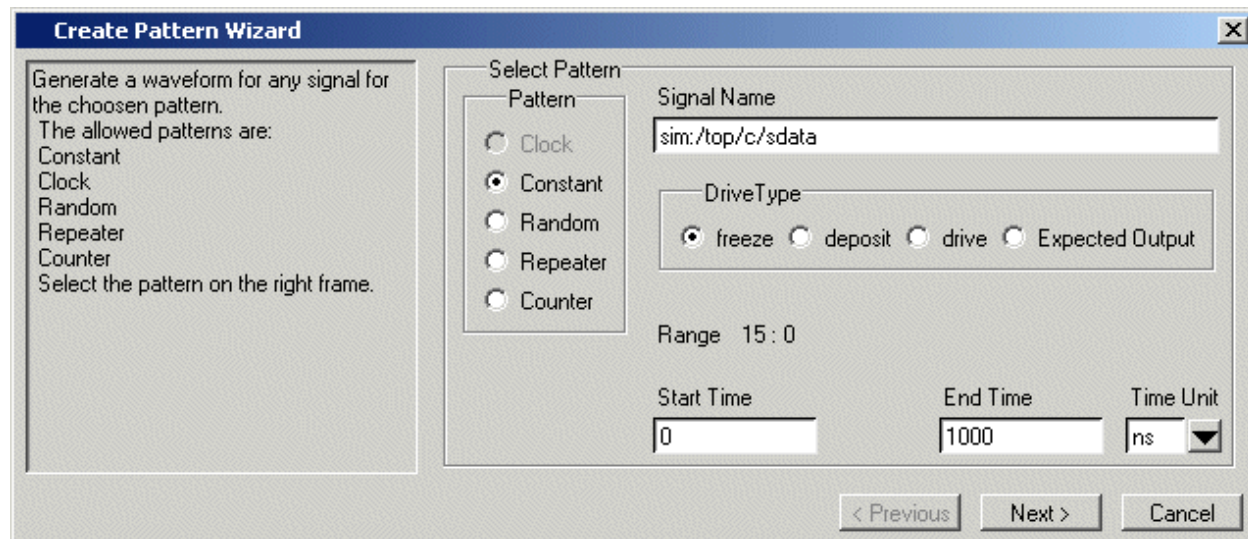 Create Pattern Wizard
Generate a waveform for any signal for
the choosen pattern.
The allowed patterns are:
Constant
Clock
Random
Repeater
Counter
Select the pattern on the right frame.
Select Pattern
Pattern
Clock
Constant
Random
Repeater
Counter
Signal Name
sim:/top/c/sdata
DriveType
freeze deposit drive Expected Output
Range 15 : 0
Start Time End Time Time Unit
0 1000 ns
< Previous Next > Cancel